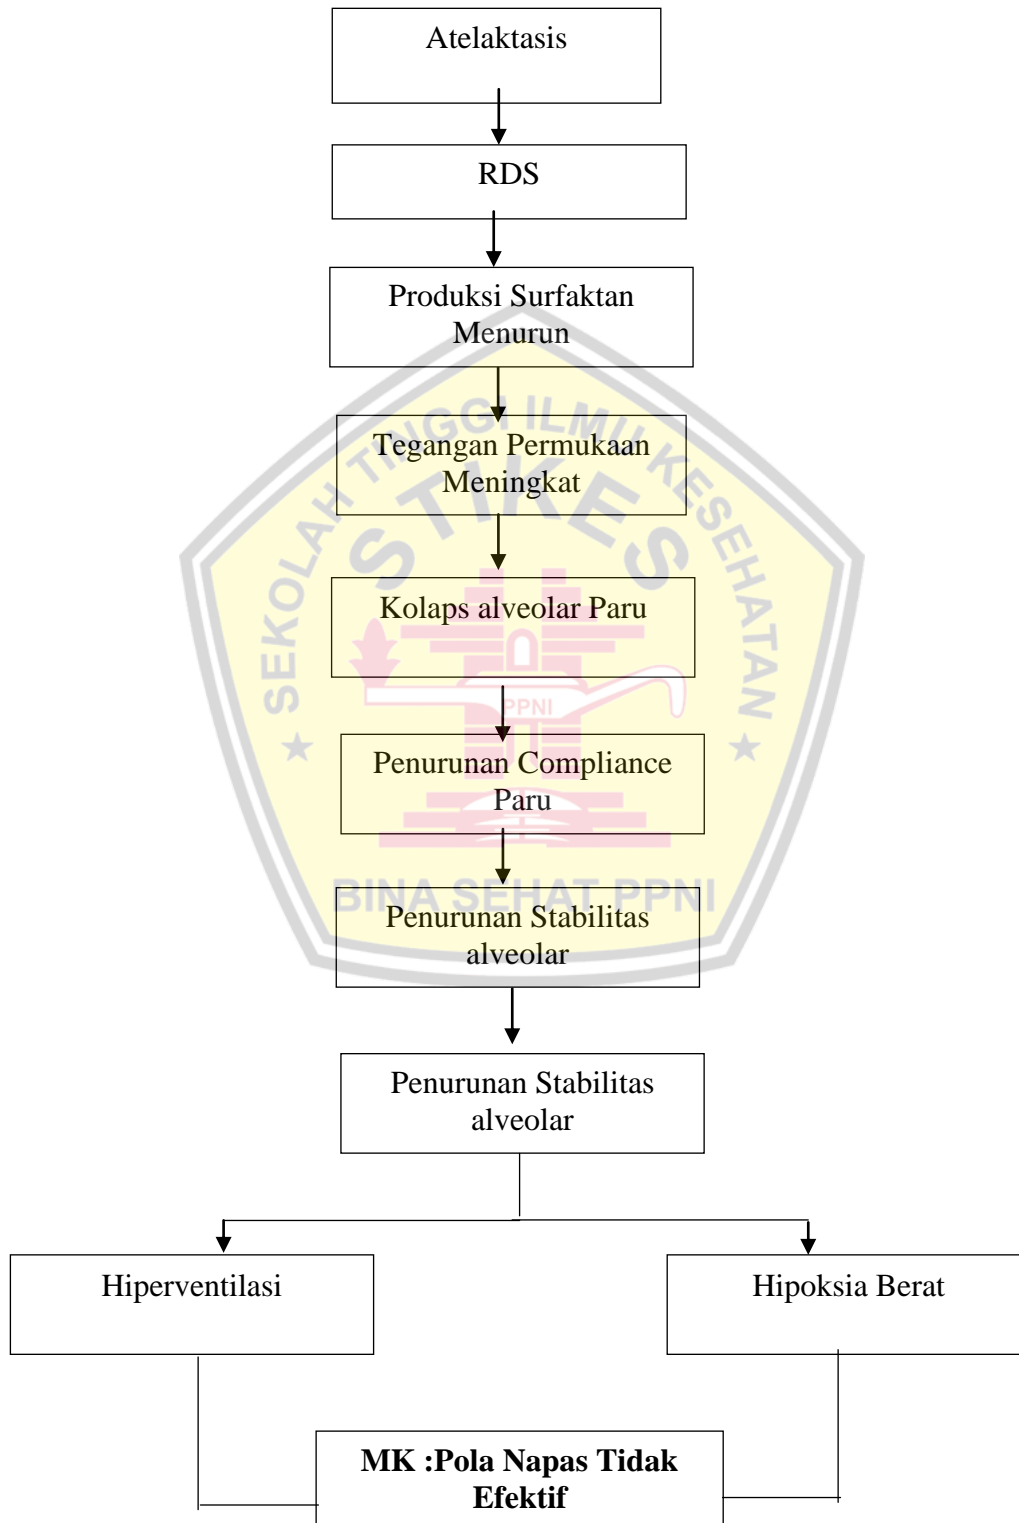 Atelaktasis
RDS
Produksi Surfaktan
Menurun
SEKOLAH TINGGI ILMU KESEHATAN
STIKES
Tegangan Permukaan
Meningkat
Kolaps alveolar Paru
PPNI
Penurunan Compliance
Paru
BINA SEHAT PPNI
Penurunan Stabilitas
alveolar
Penurunan Stabilitas
alveolar
Hiperventilasi
Hipoksia Berat
MK :Pola Napas Tidak
Efektif